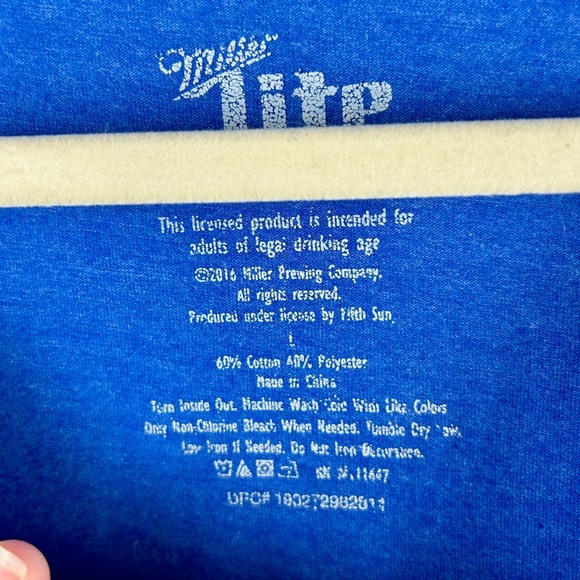 Miller
Lite
This licensed product is intended for
adults of legal drinking age
©2016 Miller Brewing Company.
All rights reserved.
Produced under license by Fifth Sun.
L
60% Cotton 40% Polyester
Made in China
Turn Inside Out. Machine Wash Cold With Like Colors
Only Non-Chlorine Bleach When Needed. Tumble Dry Low.
Low Iron If Needed. Do Not Iron Decoration.
11647
UPC#